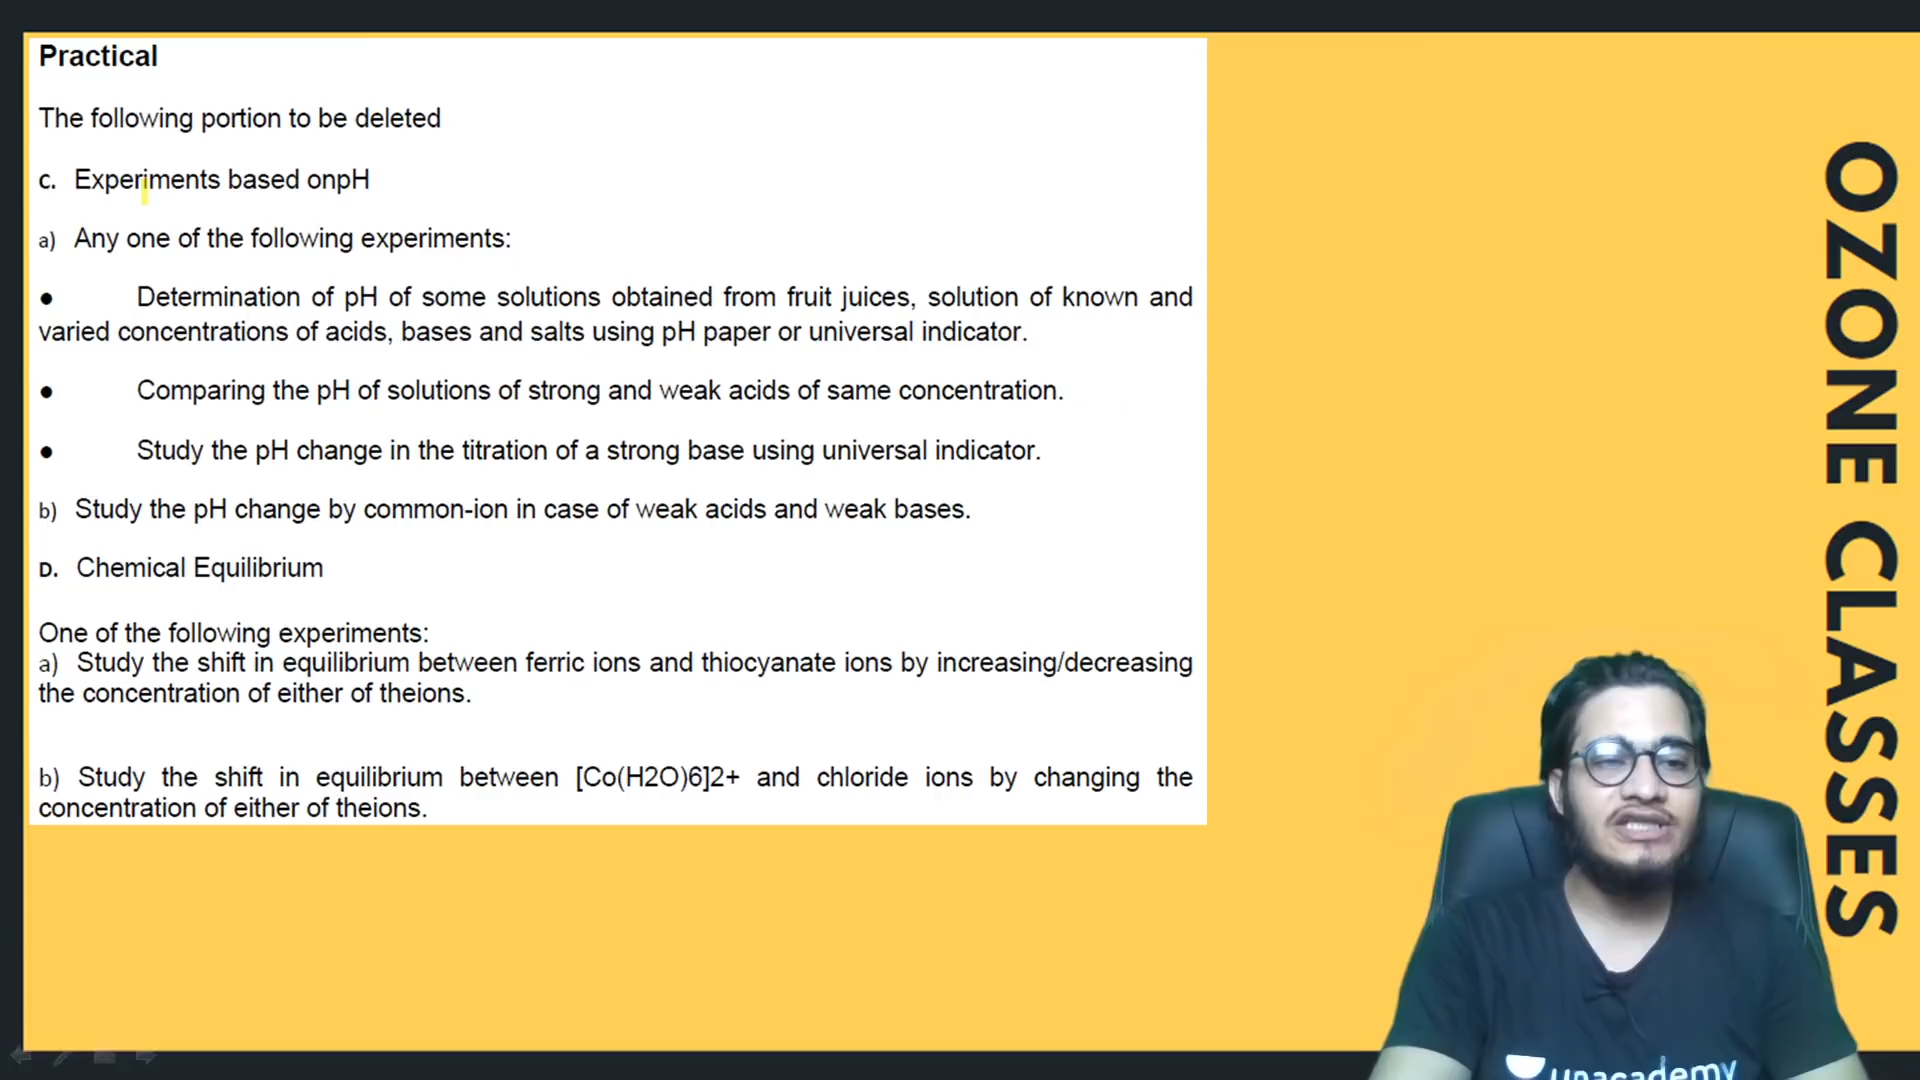 Practical
The following portion to be deleted
C. Experiments based onpH
a) Any one of the following experiments:
● Determination of pH of some solutions obtained from fruit juices, solution of known and
varied concentrations of acids, bases and salts using pH paper or universal indicator.
● Comparing the pH of solutions of strong and weak acids of same concentration.
● Study the pH change in the titration of a strong base using universal indicator.
b) Study the pH change by common-ion in case of weak acids and weak bases.
D. Chemical Equilibrium
One of the following experiments:
a) Study the shift in equilibrium between ferric ions and thiocyanate ions by increasing/decreasing
the concentration of either of theions.
b) Study the shift in equilibrium between [Co(H2O)6]2+ and chloride ions by changing the
concentration of either of theions.
OZONE CLASSES
unacademy